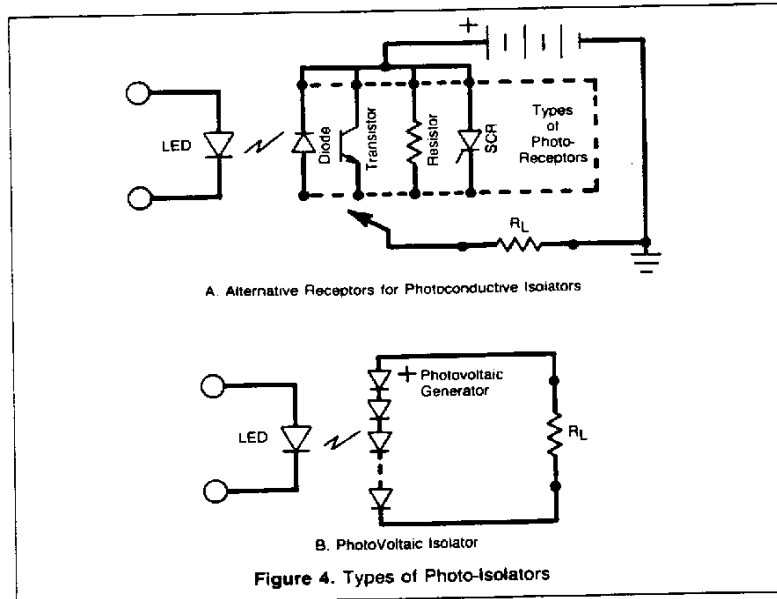 +
LED
Diode
Transistor
Resistor
SCR
Types
of
Photo-
Receptors
RL
A. Alternative Receptors for Photoconductive Isolators
+ Photovoltaic
Generator
LED
RL
B. PhotoVoltaic Isolator
Figure 4. Types of Photo-Isolators